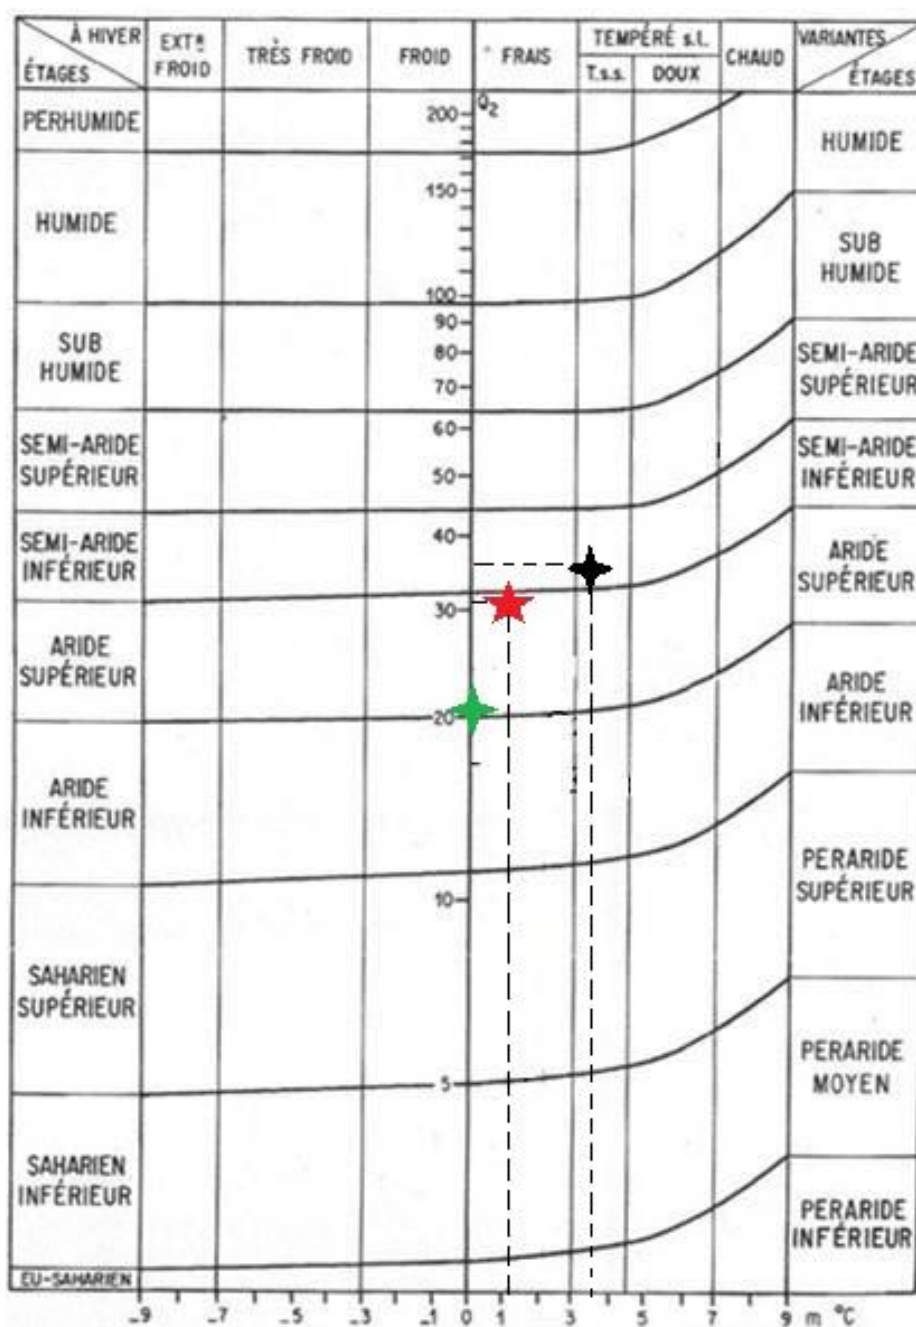 À HIVER
ÉTAGES
EXTR FROID
TRÈS FROID
FROID
FRAIS
TEMPÉRÉ s.l.
T.s.s.
DOUX
CHAUD
VARIANTES
ÉTAGES
PERHUMIDE
HUMIDE
SUB
HUMIDE
SEMI-ARIDE
SUPÉRIEUR
SEMI-ARIDE
INFÉRIEUR
ARIDE
SUPÉRIEUR
ARIDE
INFÉRIEUR
SAHARIEN
SUPÉRIEUR
SAHARIEN
INFÉRIEUR
EU-SAHARIEN
Q2
200
150
100
90
80
70
60
50
40
30
20
10
5
HUMIDE
SUB
HUMIDE
SEMI-ARIDE
SUPÉRIEUR
SEMI-ARIDE
INFÉRIEUR
ARIDE
SUPÉRIEUR
ARIDE
INFÉRIEUR
PERARIDE
SUPÉRIEUR
PERARIDE
MOYEN
PERARIDE
INFÉRIEUR
-9 -7 -5 -3 -1 0 1 3 5 7 9 m °C